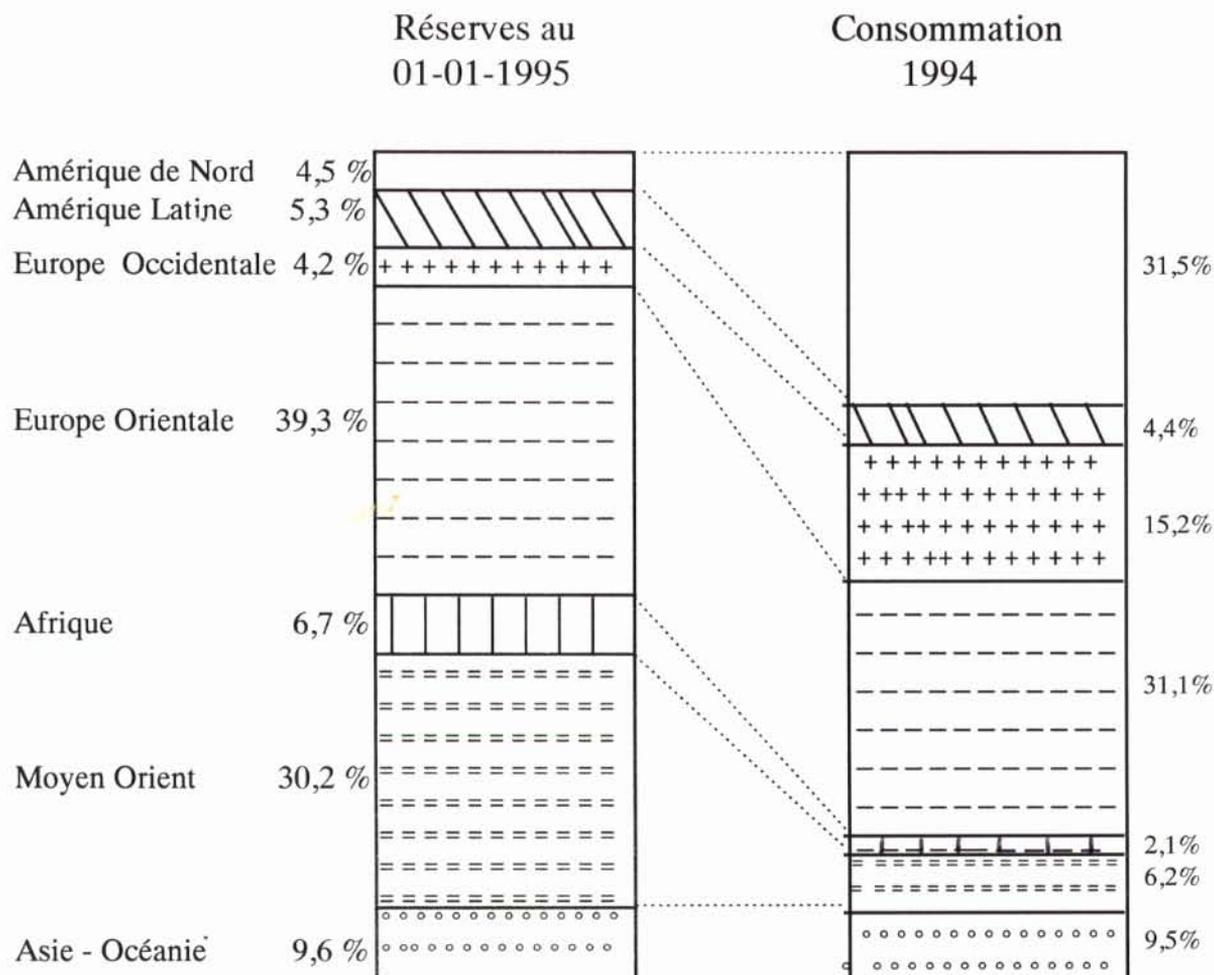 Réserves au
01-01-1995
Consommation
1994
Amérique de Nord 4,5 %
Amérique Latine 5,3 %
Europe Occidentale 4,2 %
31,5%
Europe Orientale 39,3 %
4,4%
15,2%
Afrique 6,7 %
31,1%
Moyen Orient 30,2 %
2,1%
6,2%
Asie - Océanie 9,6 %
9,5%